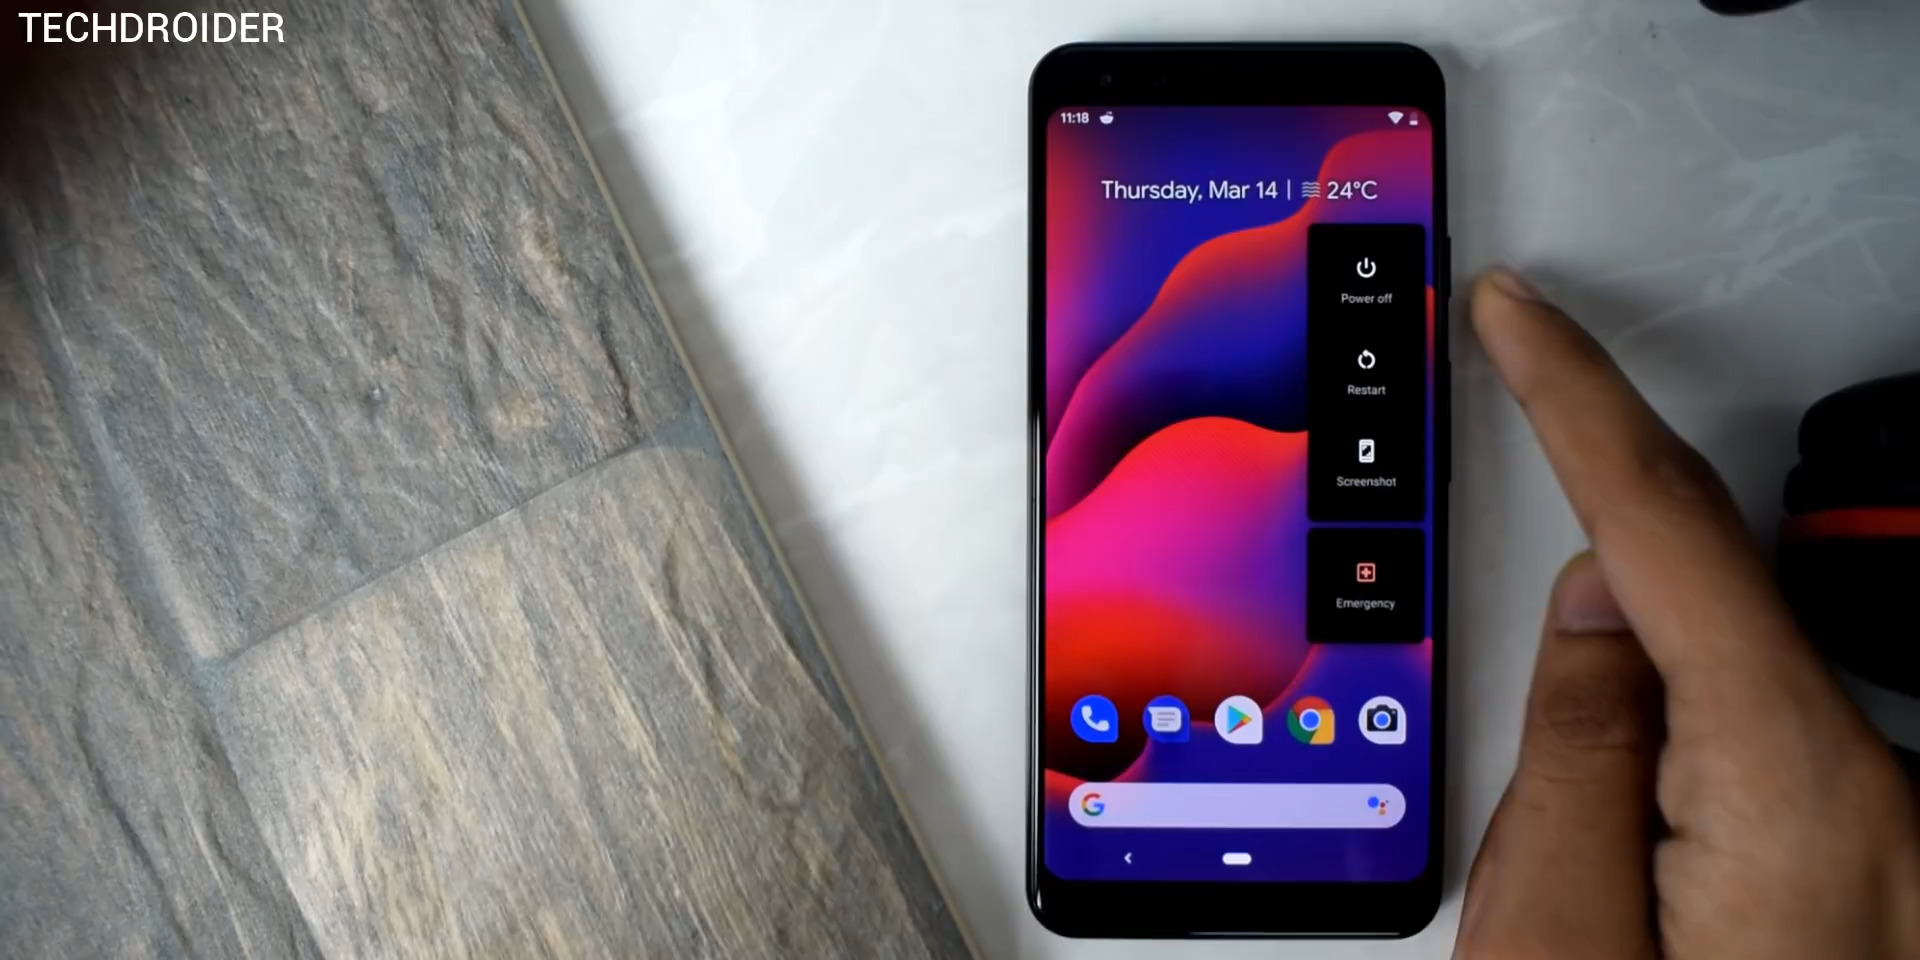 TECHDROIDER
11:18
Thursday, Mar 14 | 24°C
Power off
Restart
Screenshot
Emergency